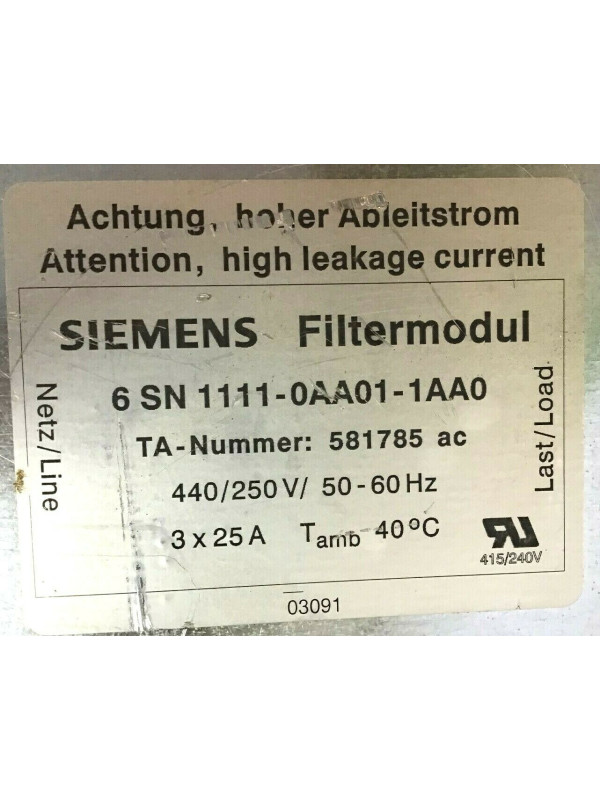 Achtung, hoher Ableitstrom
Attention, high leakage current
SIEMENS Filtermodul
6 SN 1111-0AA01-1AA0
TA-Nummer: 581785 ac
440/250 V/ 50-60 Hz
3 x 25 A Tamb 40°C
Netz/Line
Last/Load
415/240V
03091